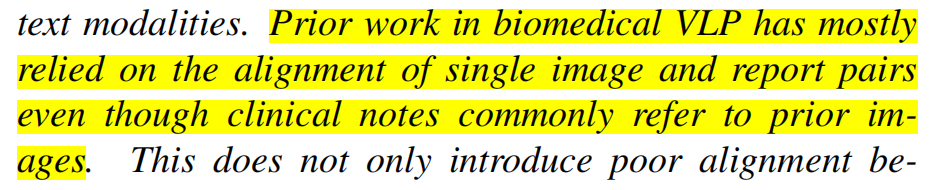 text modalities. Prior work in biomedical VLP has mostly
relied on the alignment of single image and report pairs
even though clinical notes commonly refer to prior im-
ages. This does not only introduce poor alignment be-